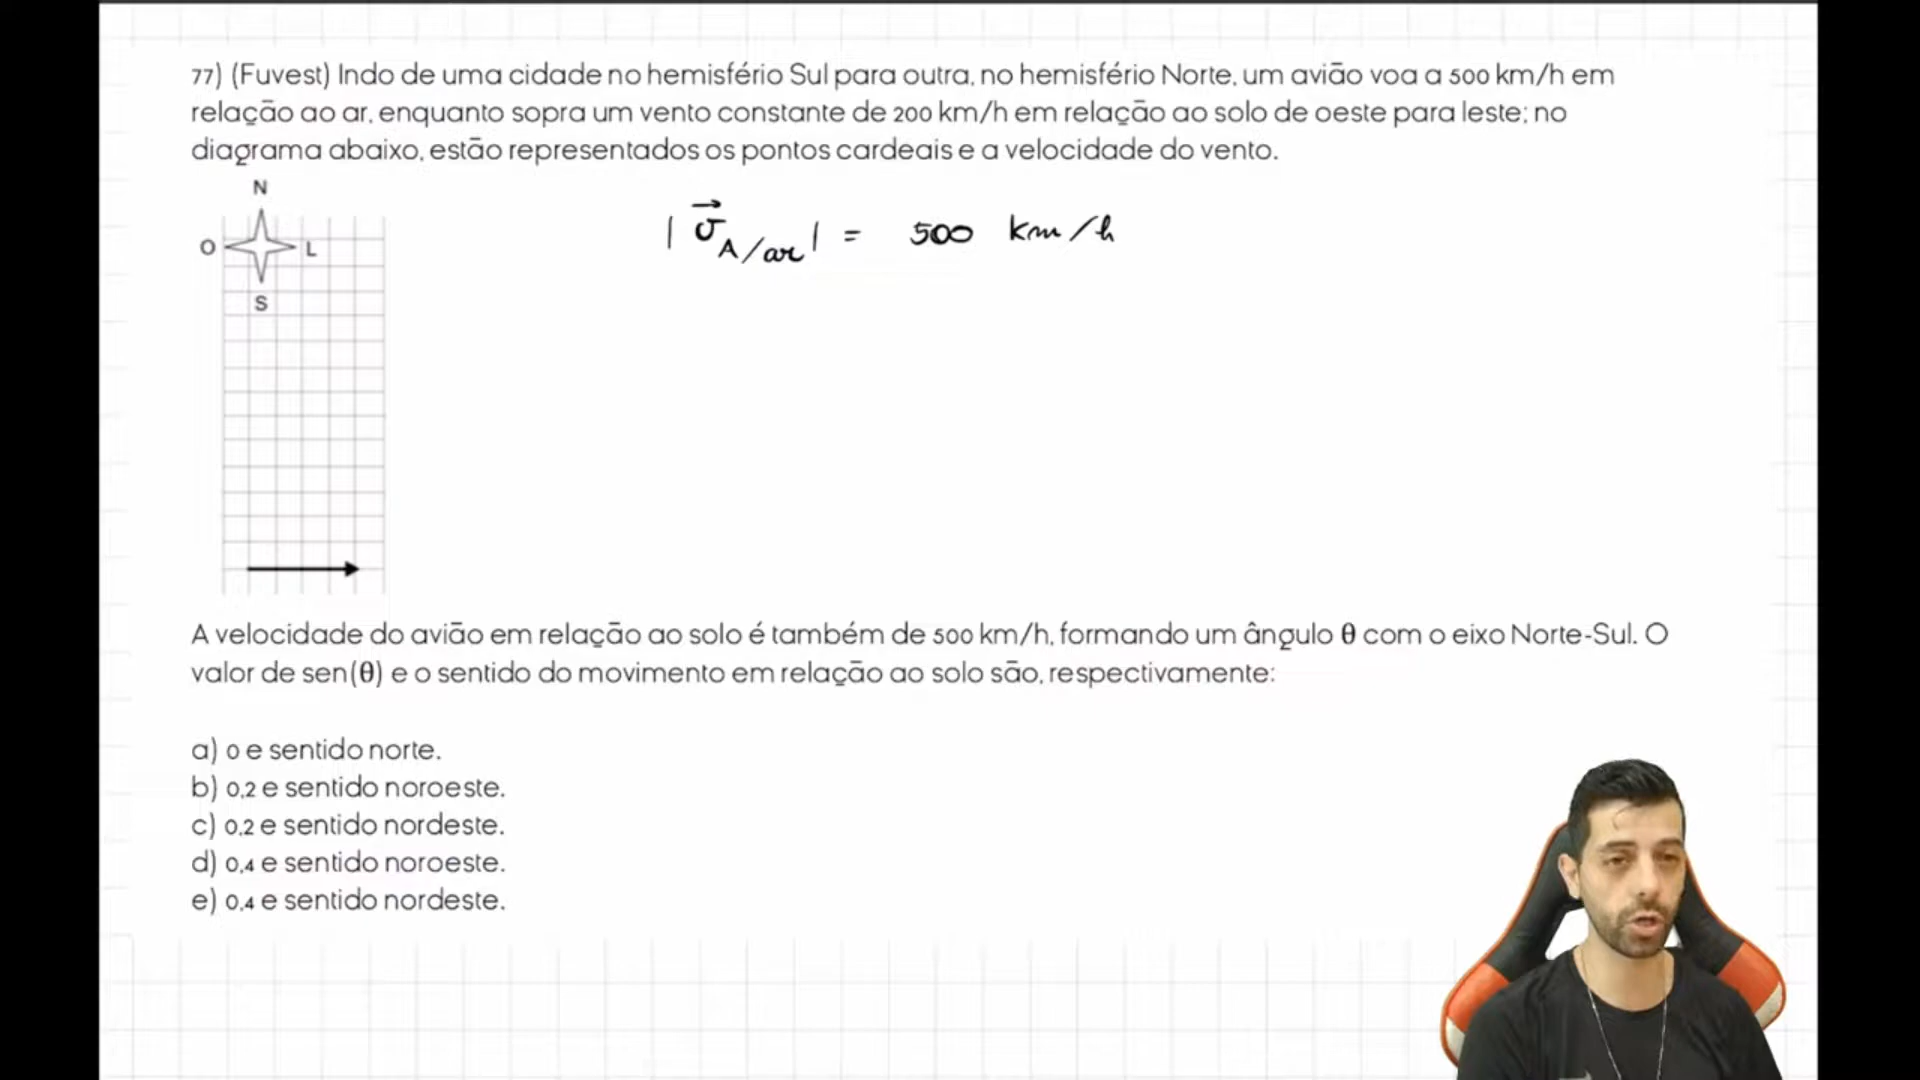 77) (Fuvest) Indo de uma cidade no hemisfério Sul para outra, no hemisfério Norte, um avião voa a 500 km/h em
relação ao ar, enquanto sopra um vento constante de 200 km/h em relação ao solo de oeste para leste; no
diagrama abaixo, estão representados os pontos cardeais e a velocidade do vento.
N
O L
S
|v⃗ A/ar| = 500 km/h
A velocidade do avião em relação ao solo é também de 500 km/h, formando um ângulo θ com o eixo Norte-Sul. O
valor de sen(θ) e o sentido do movimento em relação ao solo são, respectivamente:
a) 0 e sentido norte.
b) 0,2 e sentido noroeste.
c) 0,2 e sentido nordeste.
d) 0,4 e sentido noroeste.
e) 0,4 e sentido nordeste.